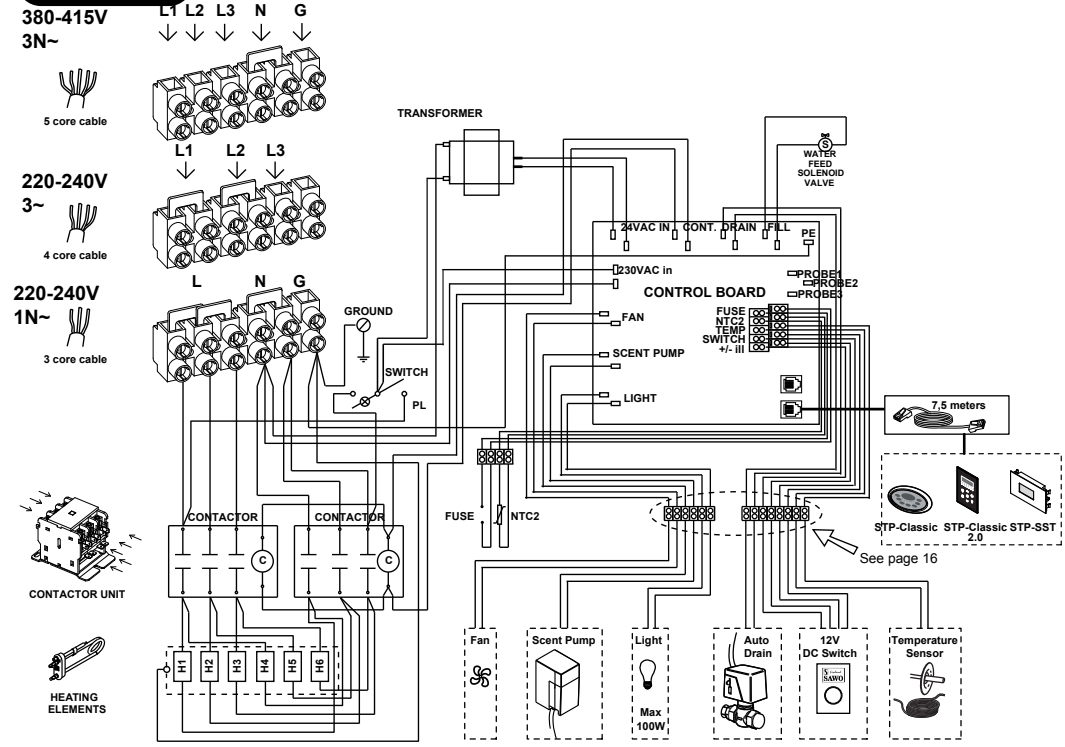 380-415V
3N~
L1 L2 L3 N G
5 core cable
220-240V
3~
L1 L2 L3
4 core cable
220-240V
1N~
L N G
3 core cable
TRANSFORMER
S
WATER
FEED
SOLENOID
VALVE
24VAC IN CONT. DRAIN FILL
PE
230VAC in
PROBE1
PROBE2
PROBE3
CONTROL BOARD
FAN
FUSE
NTC2
TEMP
SWITCH
+/- ill
SCENT PUMP
LIGHT
GROUND
SWITCH
PL
7,5 meters
STP-Classic
STP-Classic
2.0
STP-SST
FUSE
NTC2
See page 16
CONTACTOR
CONTACTOR
C
C
CONTACTOR UNIT
H1
H2
H3
H4
H5
H6
HEATING
ELEMENTS
Fan
Scent Pump
Light
Max
100W
Auto
Drain
12V
DC Switch
SAWO
Temperature
Sensor